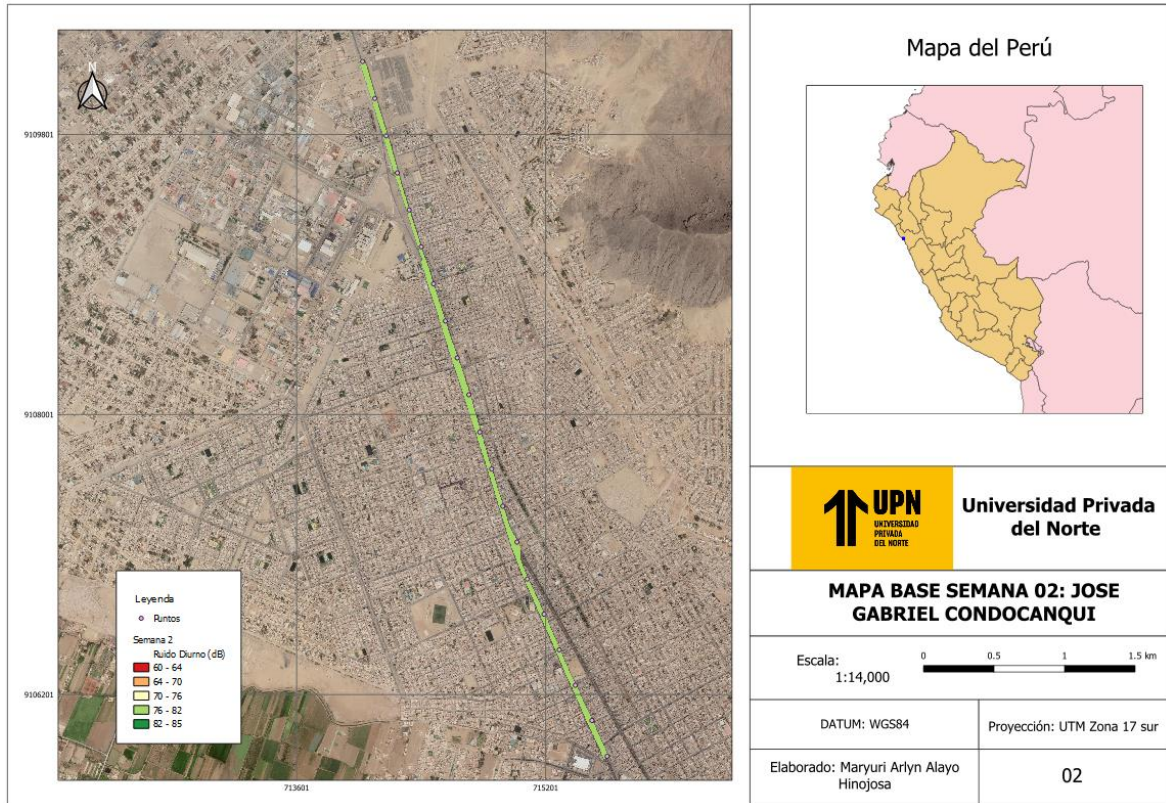 N
9109801
9108001
9106201
713601
715201
Leyenda
Puntos
Semana 2
Ruido Diurno (dB)
60 - 64
64 - 70
70 - 76
76 - 82
82 - 85
Mapa del Perú
UPN
UNIVERSIDAD
PRIVADA
DEL NORTE
Universidad Privada
del Norte
MAPA BASE SEMANA 02: JOSE
GABRIEL CONDOCANQUI
Escala:
1:14,000
0 0.5 1 1.5 km
DATUM: WGS84
Proyección: UTM Zona 17 sur
Elaborado: Maryuri Arlyn Alayo
Hinojosa
02